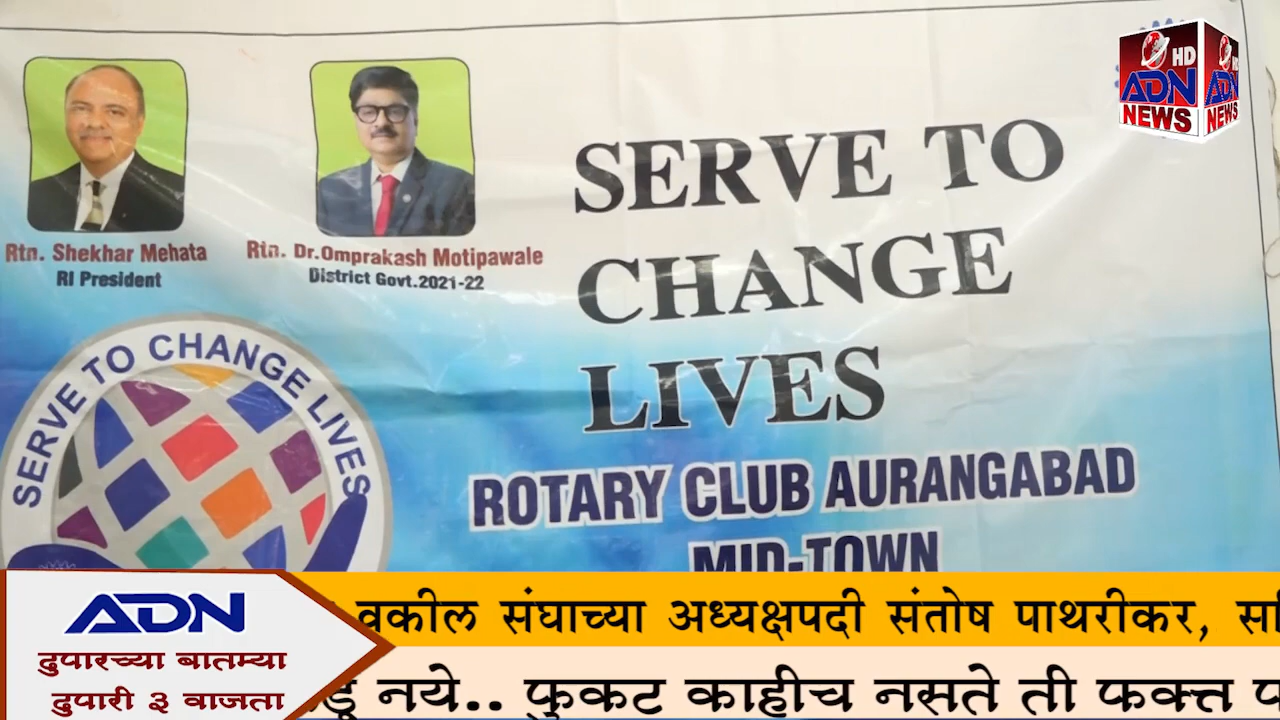 HD
ADN
NEWS
ADN
NEWS
SERVE TO
CHANGE
LIVES
Rtn. Shekhar Mehata
RI President
Rtn. Dr.Omprakash Motipawale
District Govt.2021-22
SERVE TO CHANGE LIVES
ROTARY CLUB AURANGABAD
MID-TOWN
ADN
दुपारच्या बातम्या
दुपारी ३ वाजता
वकील संघाच्या अध्यक्षपदी संतोष पाथरीकर,
नये.. फुकट काहीच नसते ती फक्त